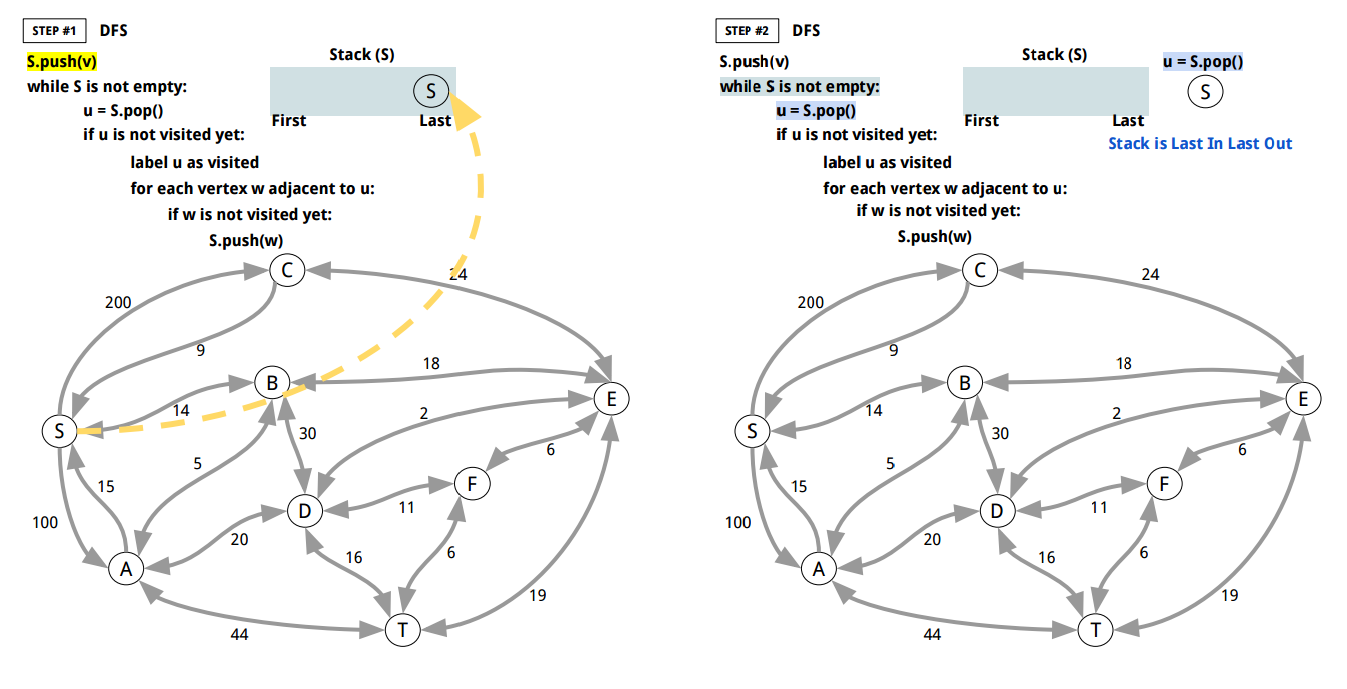 STEP #1 DFS
S.push(v)
while S is not empty:
u = S.pop()
if u is not visited yet:
label u as visited
for each vertex w adjacent to u:
if w is not visited yet:
S.push(w)
Stack (S)
S
First Last
C
24
200
9
B
18
E
14
S
2
30
5
6
15
F
D
11
100
20
A
16
6
19
44
T
STEP #2 DFS
S.push(v)
while S is not empty:
u = S.pop()
if u is not visited yet:
label u as visited
for each vertex w adjacent to u:
if w is not visited yet:
S.push(w)
Stack (S)
First Last
u = S.pop()
S
Stack is Last In Last Out
C
24
200
9
B
18
E
14
S
2
30
5
6
15
F
D
11
100
20
A
16
6
19
44
T